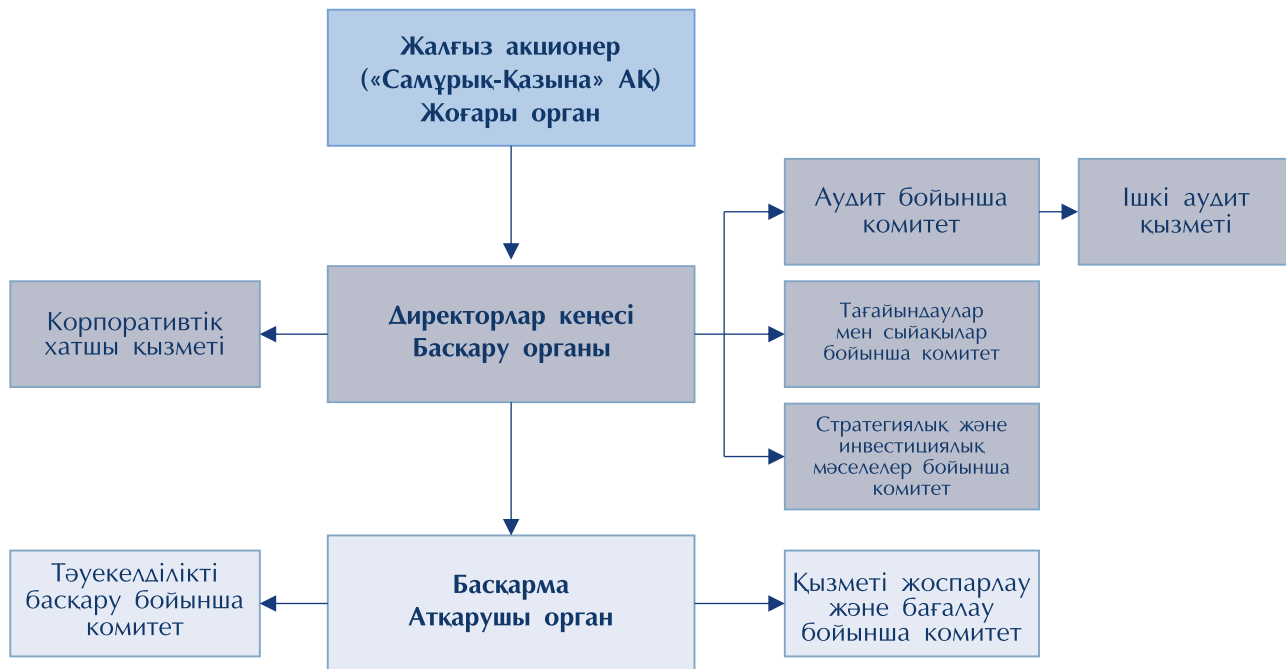 Жалғыз акционер
(«Самұрық-Қазына» АҚ)
Жоғары орган
Аудит бойынша
комитет
Ішкі аудит
қызметі
Корпоративтік
хатшы қызметі
Директорлар кеңесі
Басқару органы
Тағайындаулар
мен сыйақылар
бойынша комитет
Стратегиялық және
инвестициялық
мәселелер бойынша
комитет
Тәуекелділікті
басқару бойынша
комитет
Басқарма
Атқарушы орган
Қызметі жоспарлау
және бағалау
бойынша комитет